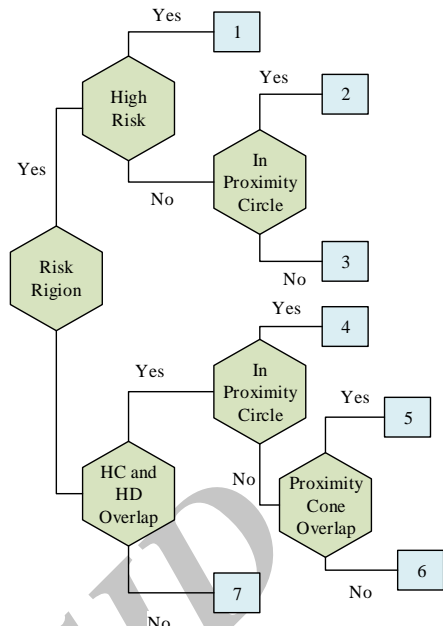 Yes
1
High
Risk
Yes
2
Yes
In
Proximity
Circle
No
3
No
Risk
Rigion
Yes
4
In
Proximity
Circle
Yes
Yes
5
No
HC and
HD
Overlap
Proximity
Cone
Overlap
6
No
7
No